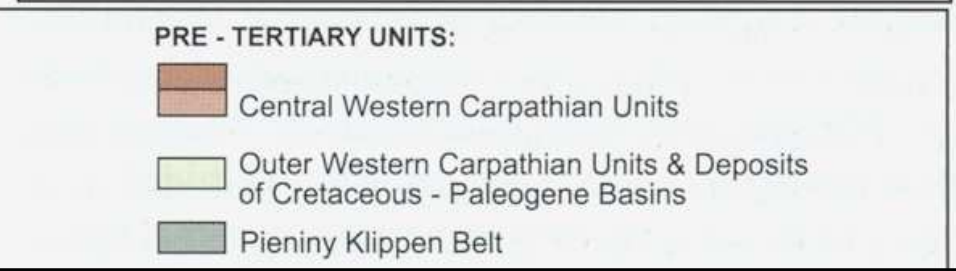 PRE - TERTIARY UNITS:
Central Western Carpathian Units
Outer Western Carpathian Units & Deposits
of Cretaceous - Paleogene Basins
Pieniny Klippen Belt